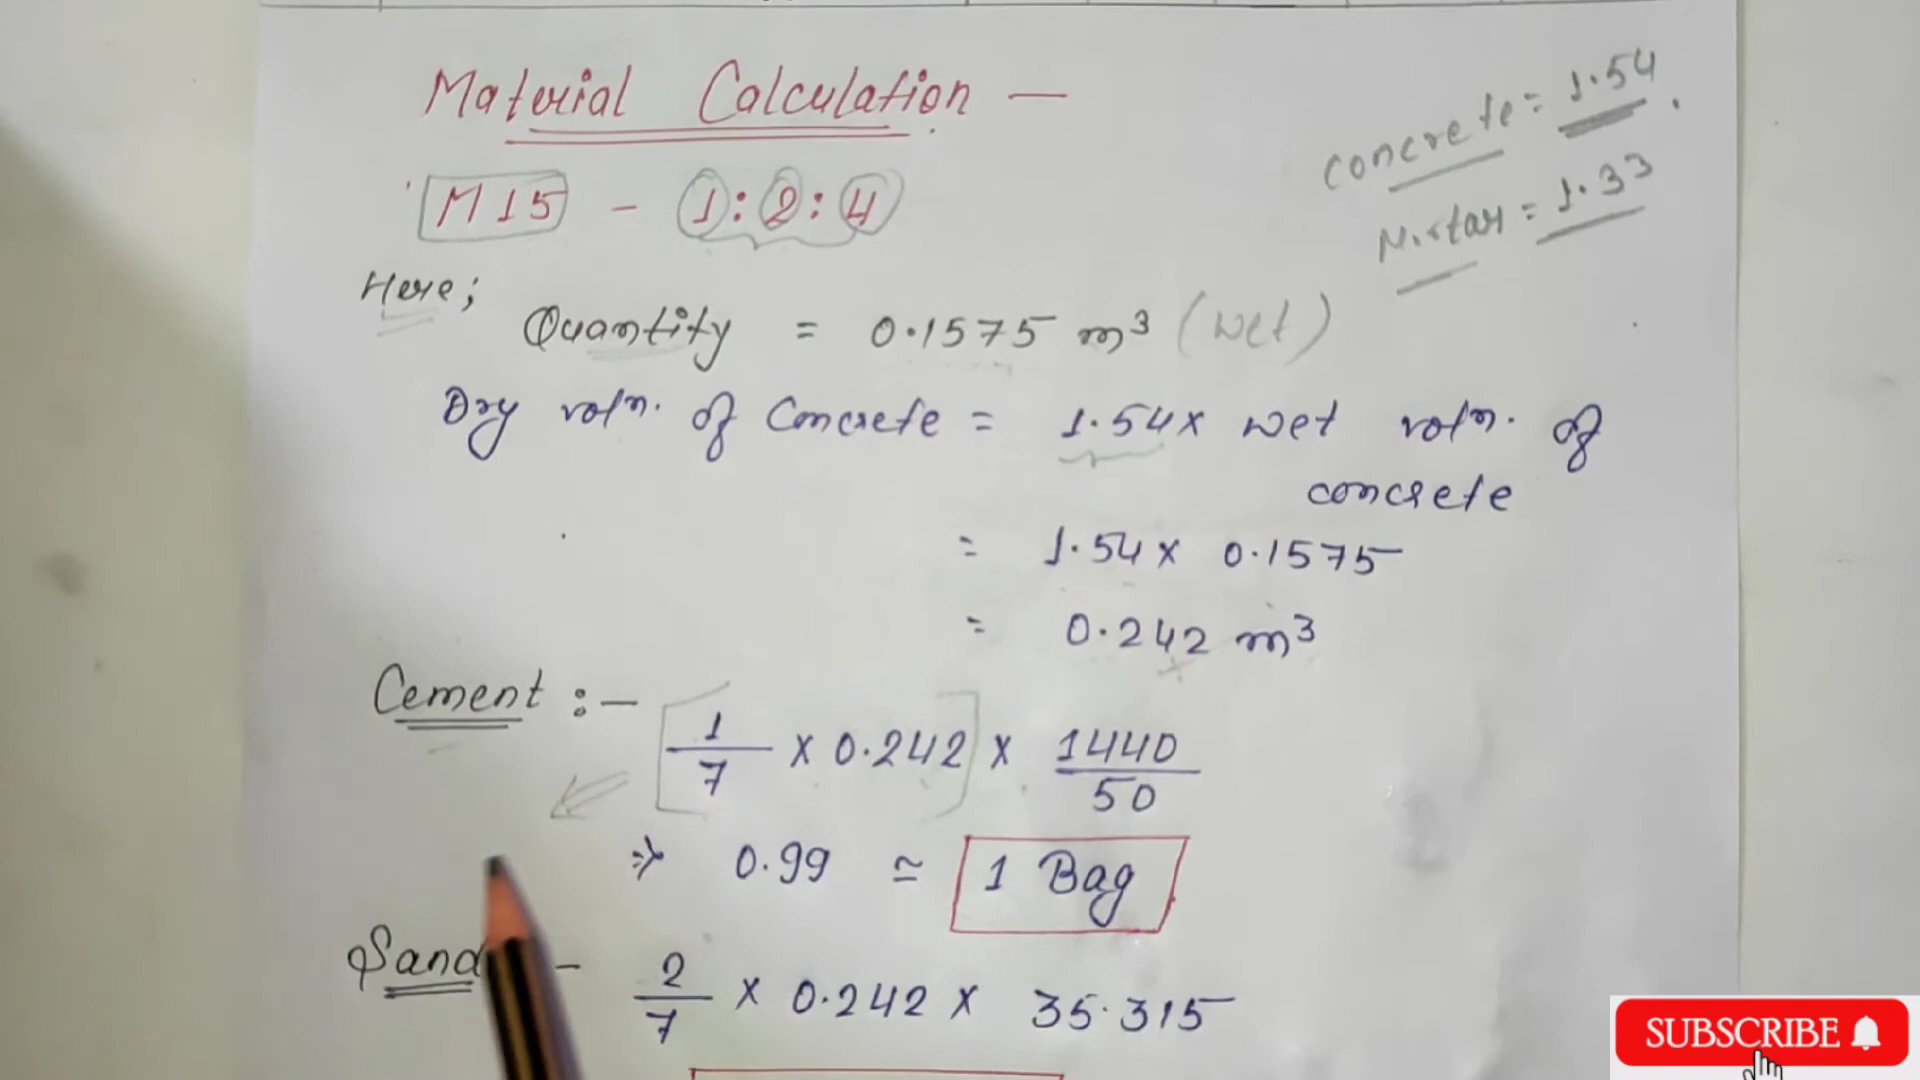 Material Calculation —
Concrete = 1.54
M15 - 1:2:4
Mortar = 1.33
Here;
Quantity = 0.1575 m³ (wet)
Dry volm. of Concrete = 1.54 x wet volm. of
concrete
= 1.54 x 0.1575
= 0.242 m³
Cement :- [1/7 x 0.242] x 1440/50
⇒ 0.99 ≃ 1 Bag
Sand - 2/7 x 0.242 x 35.315
SUBSCRIBE